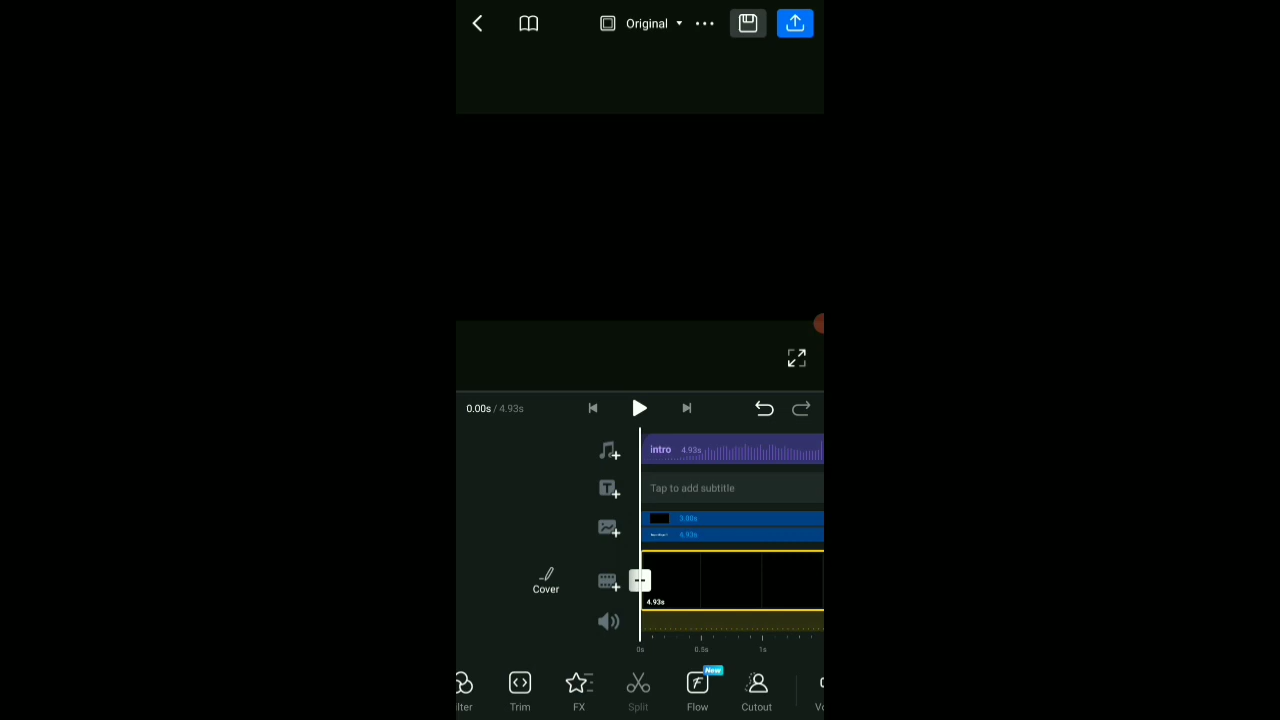 Original
0.00s / 4.93s
intro 4.93s
T
Tap to add subtitle
3.00s
4.93s
Cover
4.93s
0s 0.5s 1s
New
ilter Trim FX Split Flow Cutout Vo